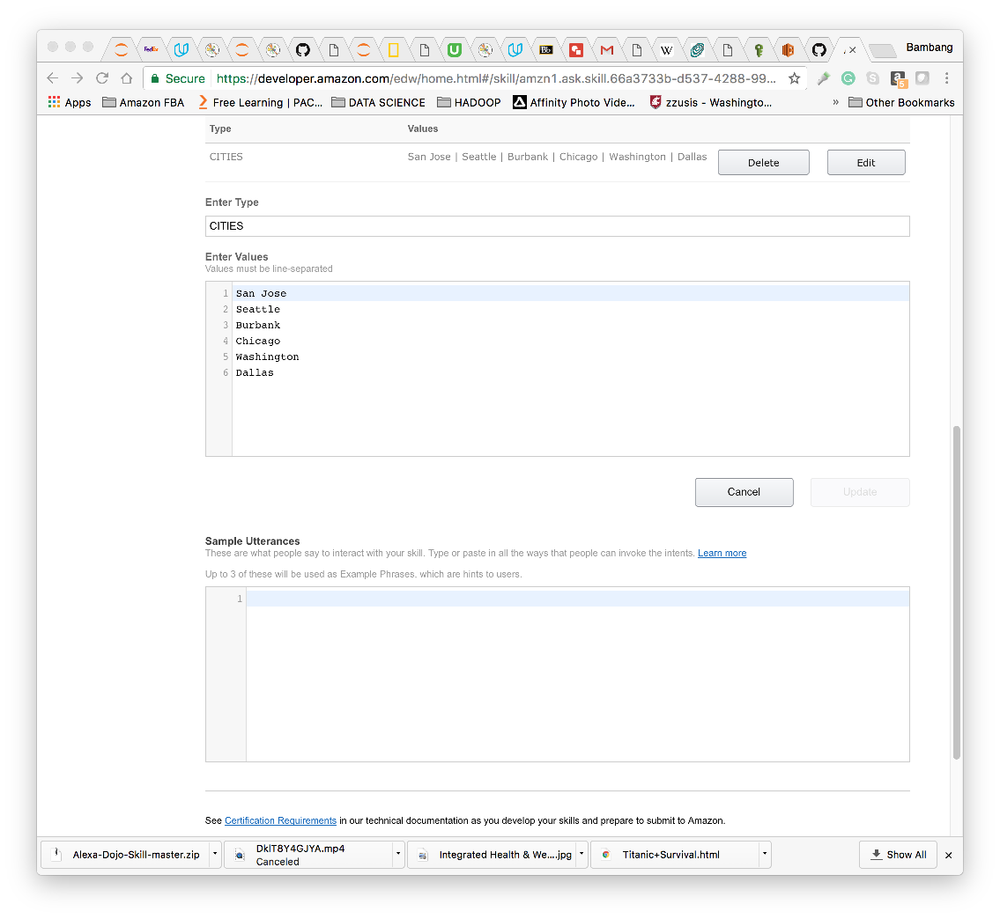 FedEx
Bb
W
Bambang
Secure
https://developer.amazon.com/edw/home.html#/skill/amzn1.ask.skill.66a3733b-d537-4288-99...
5
Apps
Amazon FBA
Free Learning | PAC...
DATA SCIENCE
HADOOP
Affinity Photo Vide...
zzusis - Washingto...
»
Other Bookmarks
Type Values
CITIES San Jose | Seattle | Burbank | Chicago | Washington | Dallas Delete Edit
Enter Type
CITIES
Enter Values
Values must be line-separated
1 San Jose
2 Seattle
3 Burbank
4 Chicago
5 Washington
6 Dallas
Cancel Update
Sample Utterances
These are what people say to interact with your skill. Type or paste in all the ways that people can invoke the intents. Learn more
Up to 3 of these will be used as Example Phrases, which are hints to users.
1
See Certification Requirements in our technical documentation as you develop your skills and prepare to submit to Amazon.
Alexa-Dojo-Skill-master.zip
DkIT8Y4GJYA.mp4
Canceled
Integrated Health & We....jpg
Titanic+Survival.html
Show All